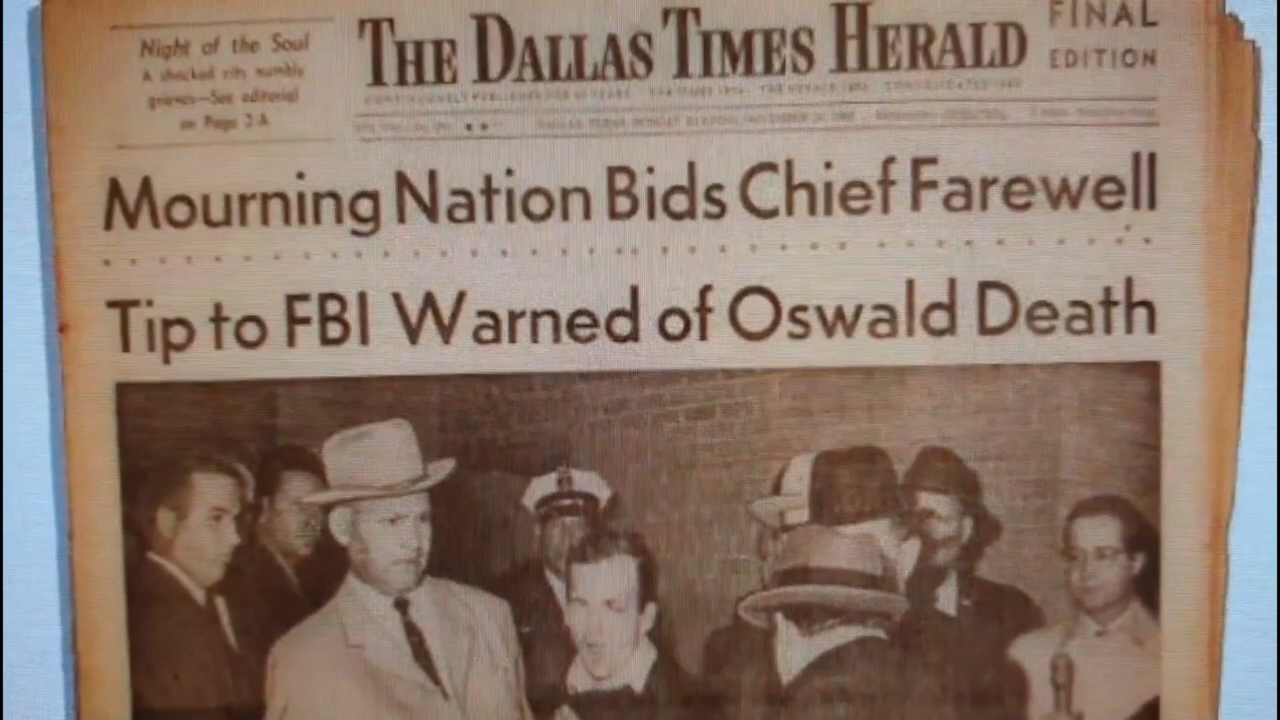 Night of the Soul
A shocked city numbly
grieves—See editorial
on Page 2-A
THE DALLAS TIMES HERALD
FINAL
EDITION
Mourning Nation Bids Chief Farewell
Tip to FBI Warned of Oswald Death